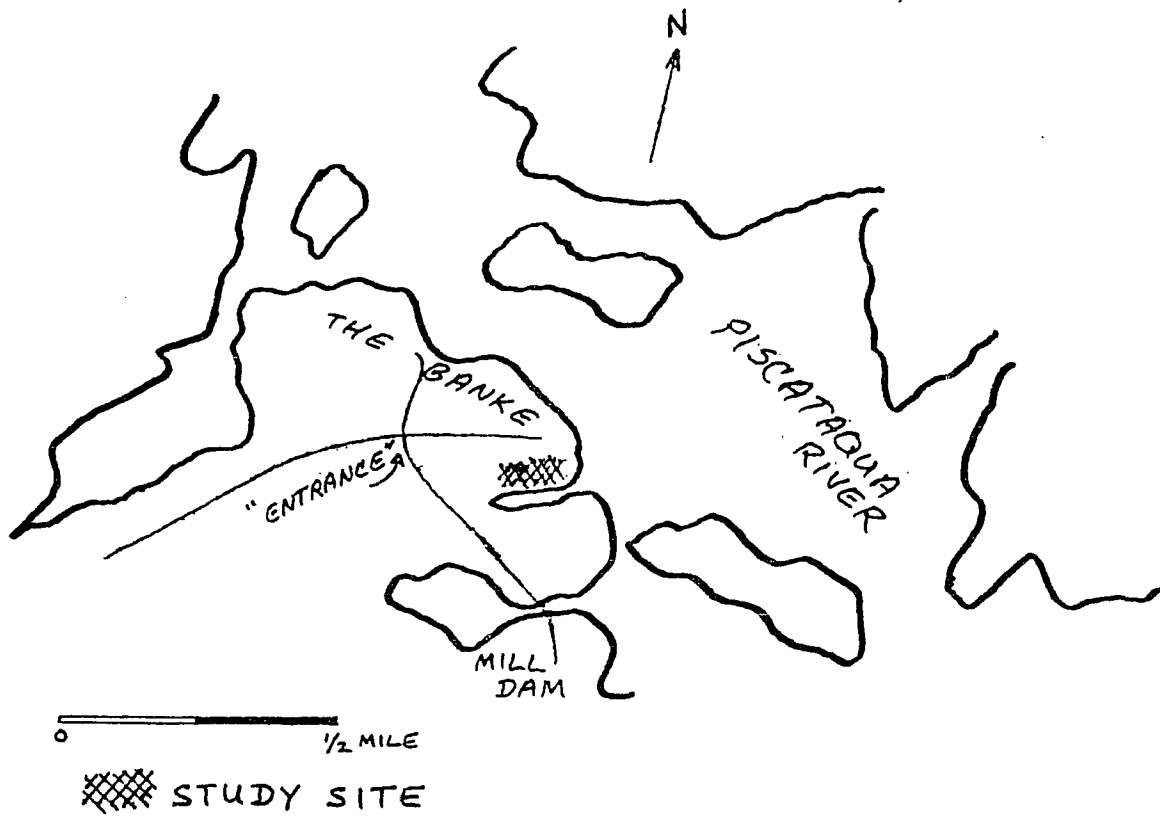 N
THE BANKE
PISCATAQUA
RIVER
"ENTRANCE"
MILL
DAM
0
1/2 MILE
STUDY SITE